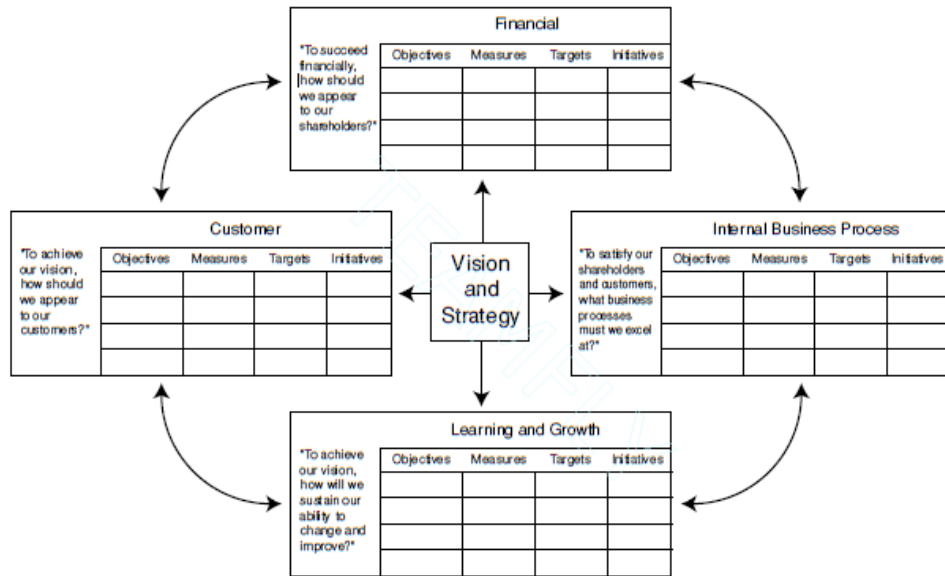 Financial
"To succeed
financially,
how should
we appear
to our
shareholders?"
Objectives Measures Targets Initiatives
Customer
"To achieve
our vision,
how should
we appear
to our
customers?"
Objectives Measures Targets Initiatives
Vision
and
Strategy
Internal Business Process
"To satisfy our
shareholders
and customers,
what business
processes
must we excel
at?"
Objectives Measures Targets Initiatives
Learning and Growth
"To achieve
our vision,
how will we
sustain our
ability to
change and
improve?"
Objectives Measures Targets Initiatives